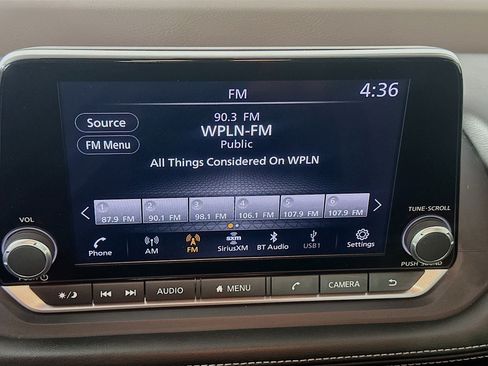 FM
4:36
Source
FM Menu
90.3 FM
WPLN-FM
Public
All Things Considered On WPLN
1 2 3 4 5 6
87.9 FM 90.1 FM 98.1 FM 106.1 FM 107.9 FM 107.9 FM
VOL
TUNE·SCROLL
Phone AM FM SiriusXM BT Audio USB1 Settings
sxm
PUSH
PUSH SOUND
AUDIO MENU CAMERA